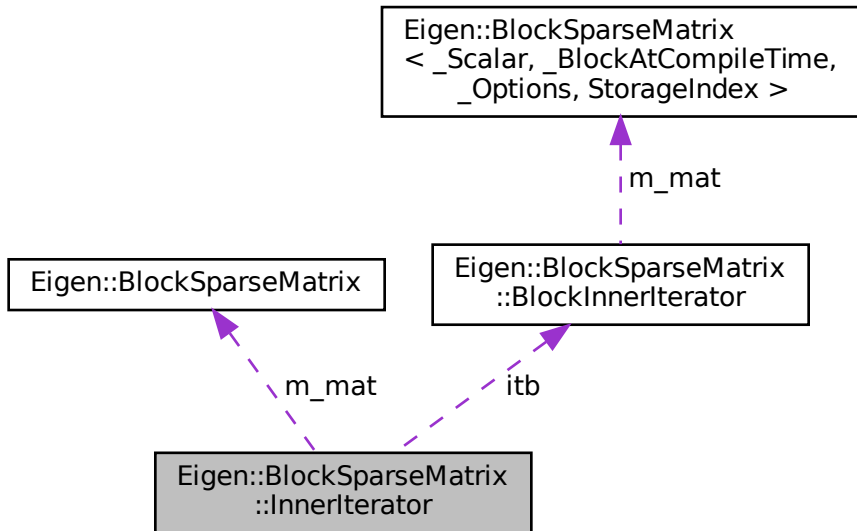 Eigen::BlockSparseMatrix
< _Scalar, _BlockAtCompileTime,
_Options, StorageIndex >
m_mat
Eigen::BlockSparseMatrix
Eigen::BlockSparseMatrix
::BlockInnerIterator
m_mat
itb
Eigen::BlockSparseMatrix
::InnerIterator